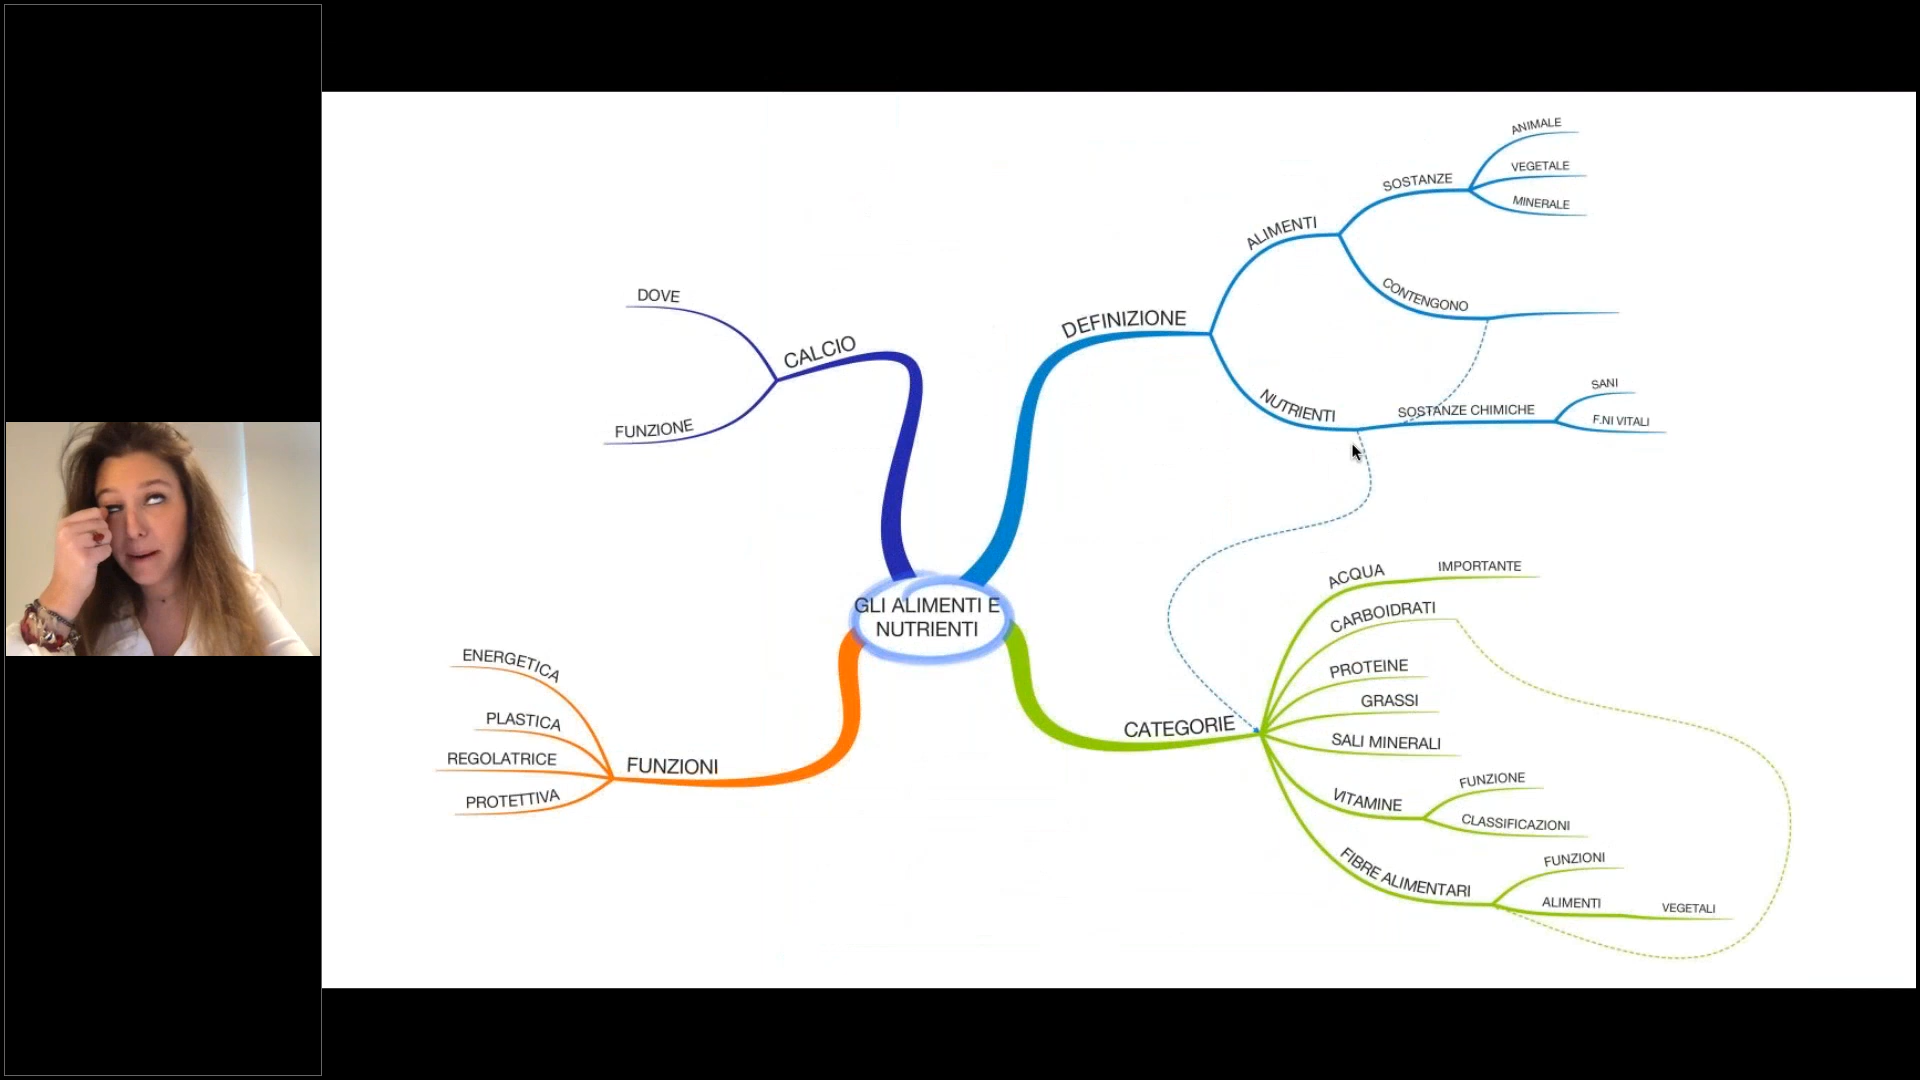 GLI ALIMENTI E
NUTRIENTI
DEFINIZIONE
ALIMENTI
SOSTANZE
ANIMALE
VEGETALE
MINERALE
CONTENGONO
NUTRIENTI
SOSTANZE CHIMICHE
SANI
F.NI VITALI
CATEGORIE
ACQUA
IMPORTANTE
CARBOIDRATI
PROTEINE
GRASSI
SALI MINERALI
VITAMINE
FUNZIONE
CLASSIFICAZIONI
FIBRE ALIMENTARI
FUNZIONI
ALIMENTI
VEGETALI
FUNZIONI
ENERGETICA
PLASTICA
REGOLATRICE
PROTETTIVA
CALCIO
DOVE
FUNZIONE